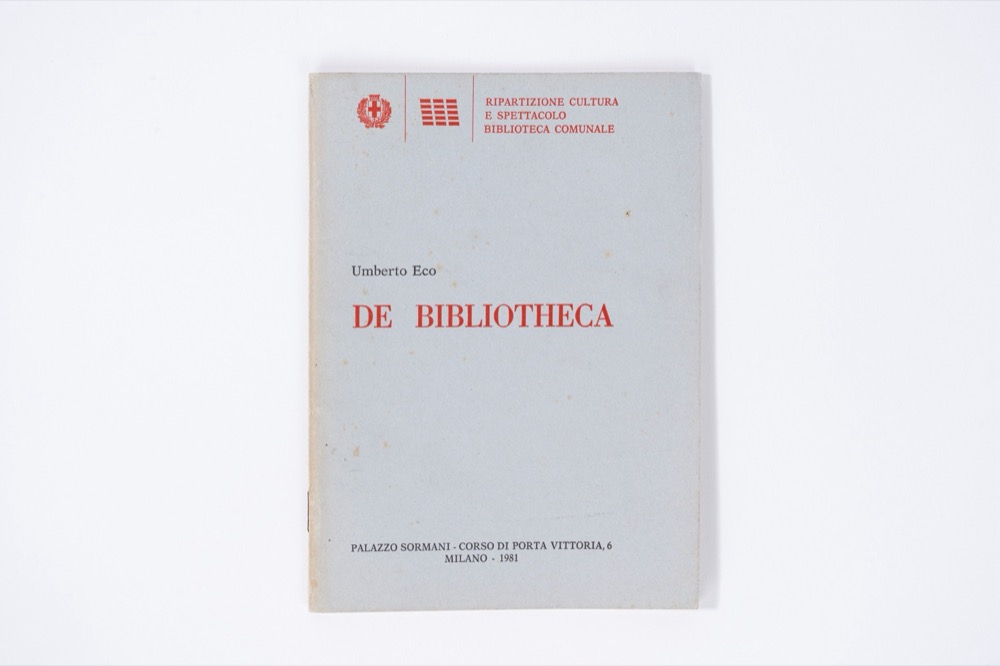 RIPARTIZIONE CULTURA
E SPETTACOLO
BIBLIOTECA COMUNALE
Umberto Eco
DE BIBLIOTHECA
PALAZZO SORMANI - CORSO DI PORTA VITTORIA, 6
MILANO - 1981